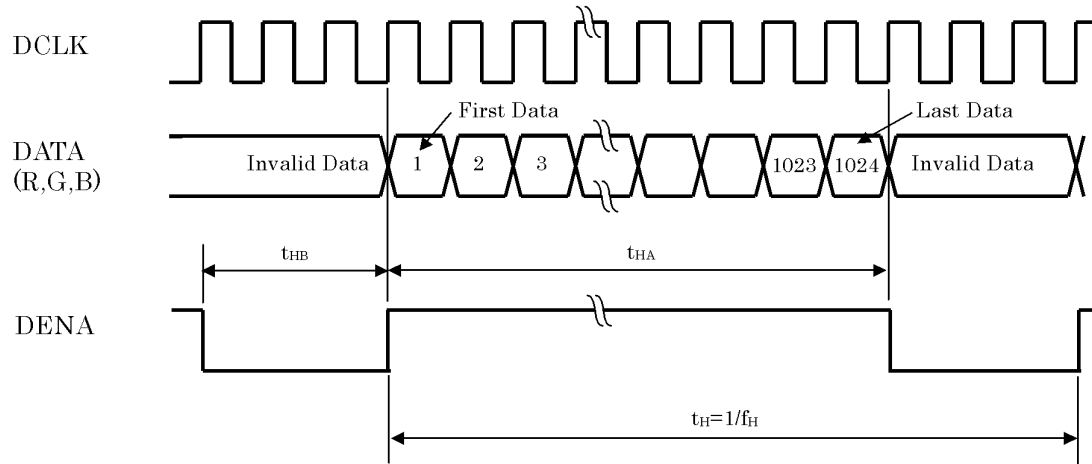 DCLK
First Data
Last Data
DATA
(R,G,B)
Invalid Data 1 2 3 1023 1024 Invalid Data
tHB
tHA
DENA
tH=1/fH